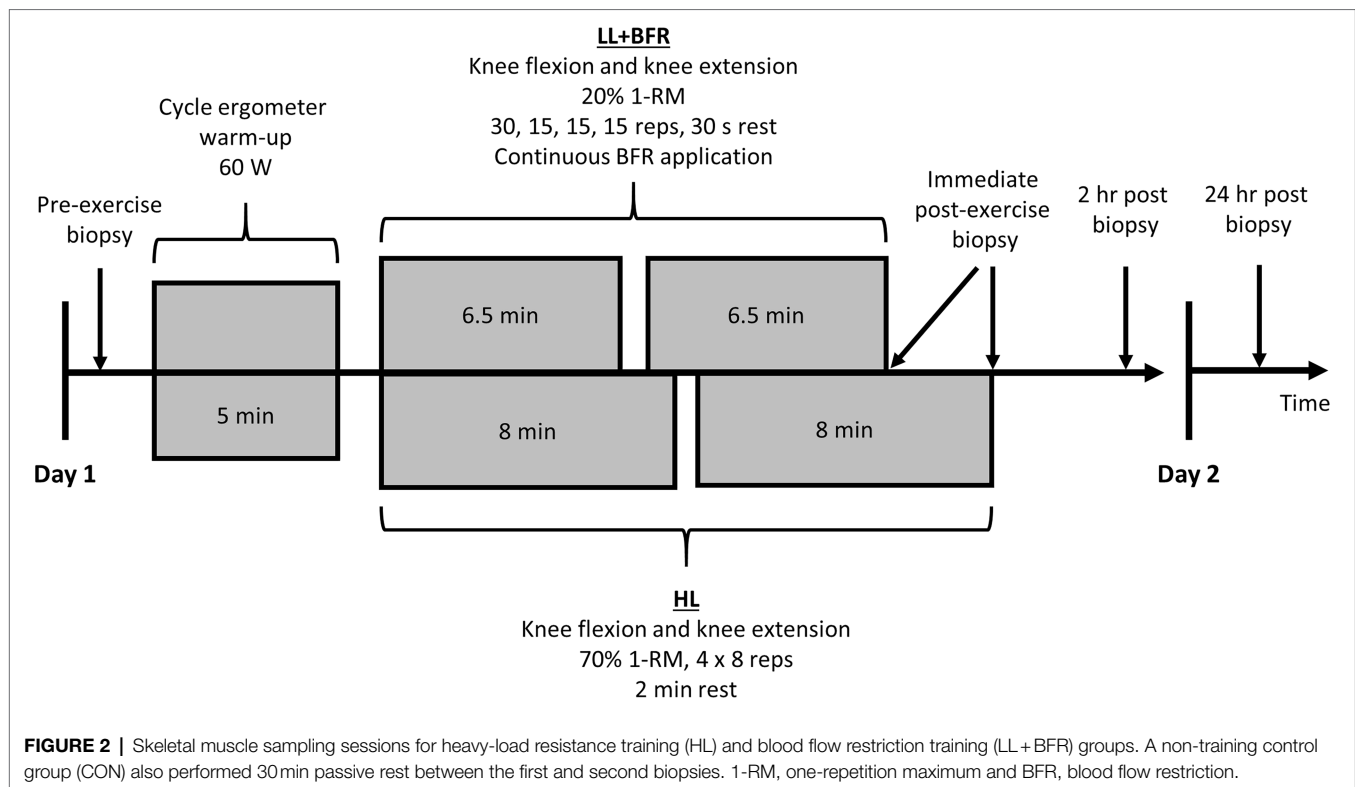 LL+BFR
Knee flexion and knee extension
20% 1-RM
30, 15, 15, 15 reps, 30 s rest
Continuous BFR application
Cycle ergometer
warm-up
60 W
Pre-exercise
biopsy
Immediate
post-exercise
biopsy
2 hr post
biopsy
24 hr post
biopsy
6.5 min
6.5 min
5 min
8 min
8 min
Time
Day 1
Day 2
HL
Knee flexion and knee extension
70% 1-RM, 4 x 8 reps
2 min rest
FIGURE 2 | Skeletal muscle sampling sessions for heavy-load resistance training (HL) and blood flow restriction training (LL+BFR) groups. A non-training control
group (CON) also performed 30 min passive rest between the first and second biopsies. 1-RM, one-repetition maximum and BFR, blood flow restriction.